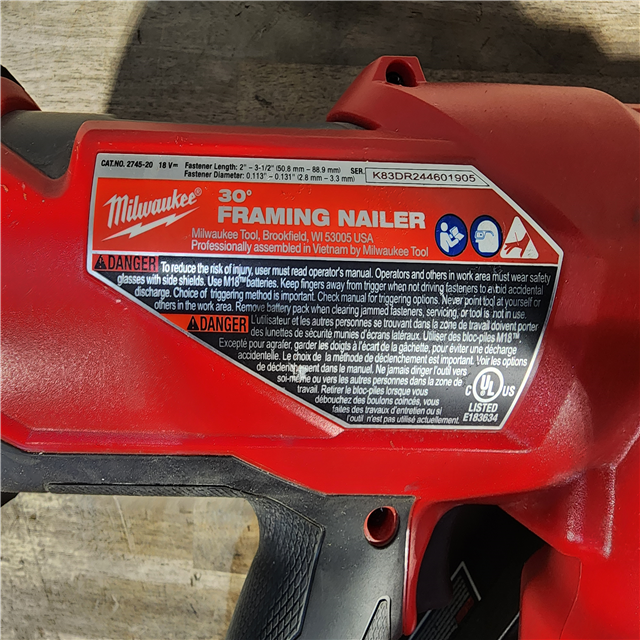 CAT.NO. 2745-20 18 V⎓ Fastener Length: 2" - 3-1/2" (50.8 mm - 88.9 mm) SER. K83DR244601905
Fastener Diameter: 0.113" - 0.131" (2.8 mm - 3.3 mm)
Milwaukee®
30°
FRAMING NAILER
Milwaukee Tool, Brookfield, WI 53005 USA
Professionally assembled in Vietnam by Milwaukee Tool
DANGER To reduce the risk of injury, user must read operator's manual. Operators and others in work area must wear safety
glasses with side shields. Use M18™ batteries. Keep fingers away from trigger when not driving fasteners to avoid accidental
discharge. Choice of triggering method is important. Check manual for triggering options. Never point tool at yourself or
others in the work area. Remove battery pack when clearing jammed fasteners, servicing, or tool is not in use.
DANGER L'utilisateur et les autres personnes se trouvant dans la zone de travail doivent porter
des lunettes de sécurité munies d'écrans latéraux. Utiliser des bloc-piles M18™.
Excepté pour agrafer, garder les doigts à l'écart de la gâchette, pour éviter une décharge
accidentelle. Le choix de la méthode de déclenchement est important. Voir les options
de déclenchement dans le manuel. Ne jamais diriger l'outil vers
soi-même ou vers les autres personnes dans la zone de
travail. Retirer le bloc-piles lorsque vous
débouchez des boulons coincés, vous
faites des travaux d'entretien ou si
l'outil n'est pas utilisé actuellement.
C UL US
LISTED
E183634